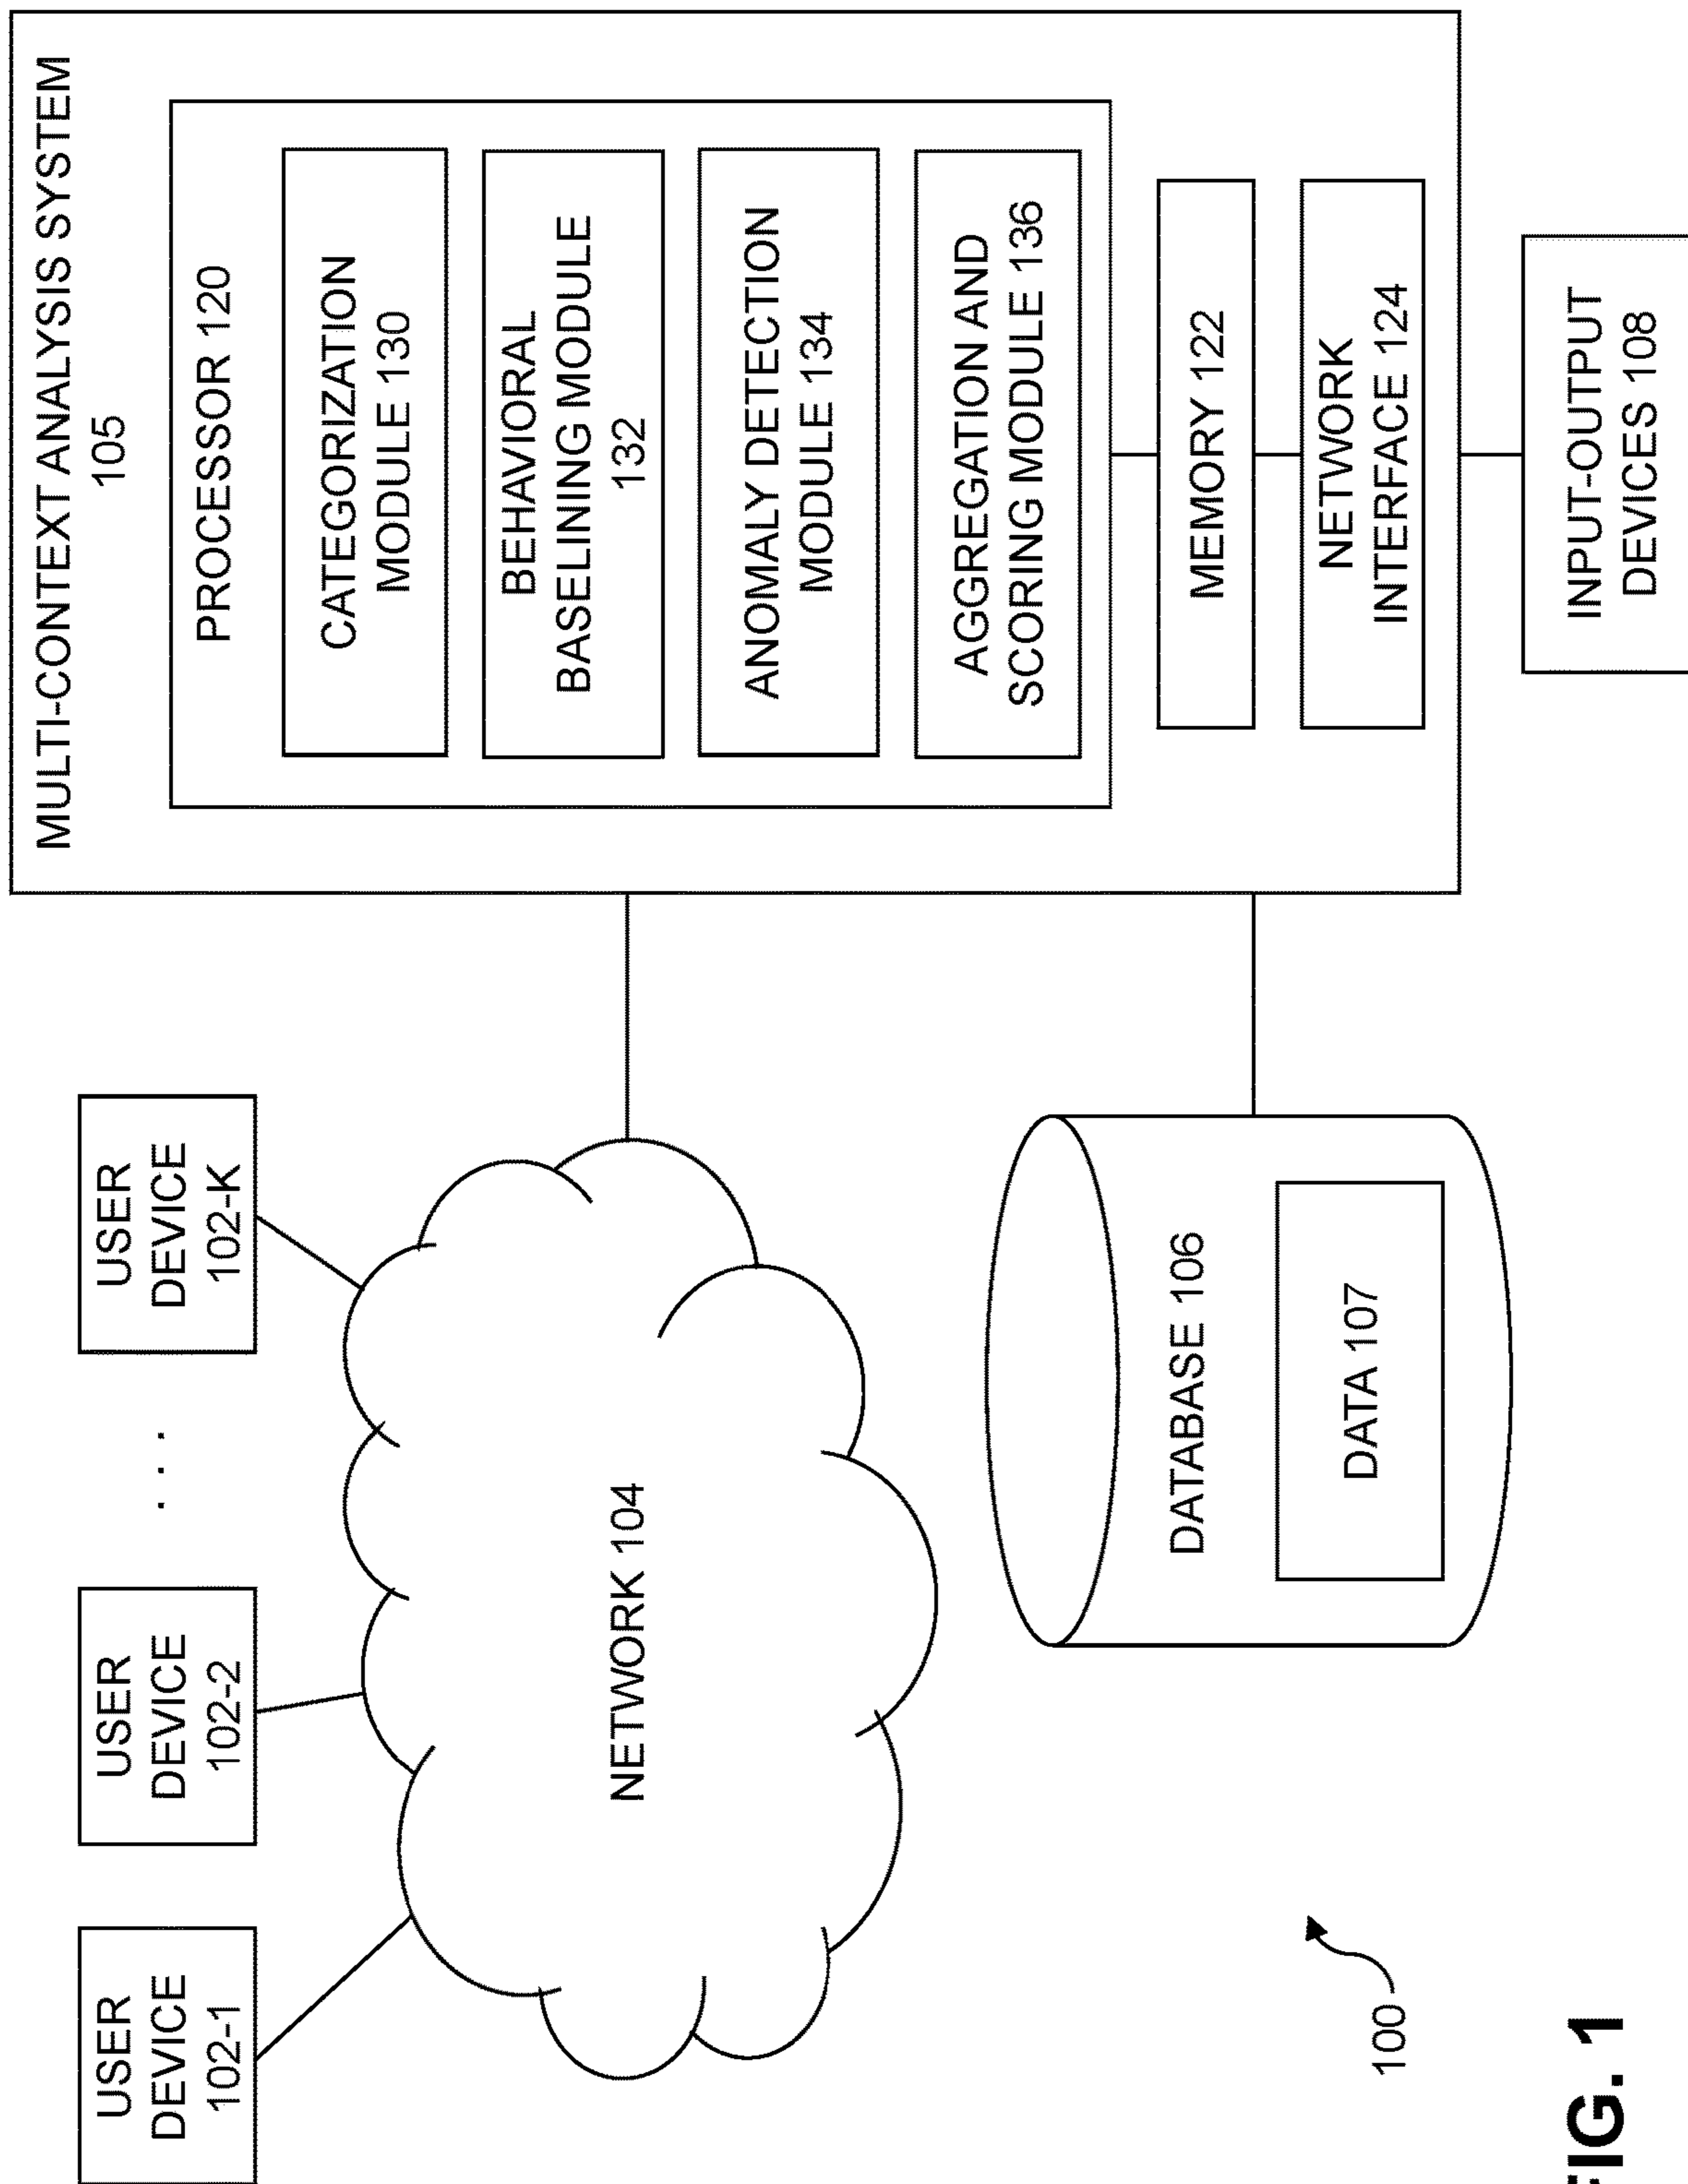 USER
DEVICE
102-1
USER
DEVICE
102-2
. . .
USER
DEVICE
102-K
NETWORK 104
DATABASE 106
DATA 107
MULTI-CONTEXT ANALYSIS SYSTEM
105
PROCESSOR 120
CATEGORIZATION
MODULE 130
BEHAVIORAL
BASELINING MODULE
132
ANOMALY DETECTION
MODULE 134
AGGREGATION AND
SCORING MODULE 136
MEMORY 122
NETWORK
INTERFACE 124
INPUT-OUTPUT
DEVICES 108
100
FIG. 1